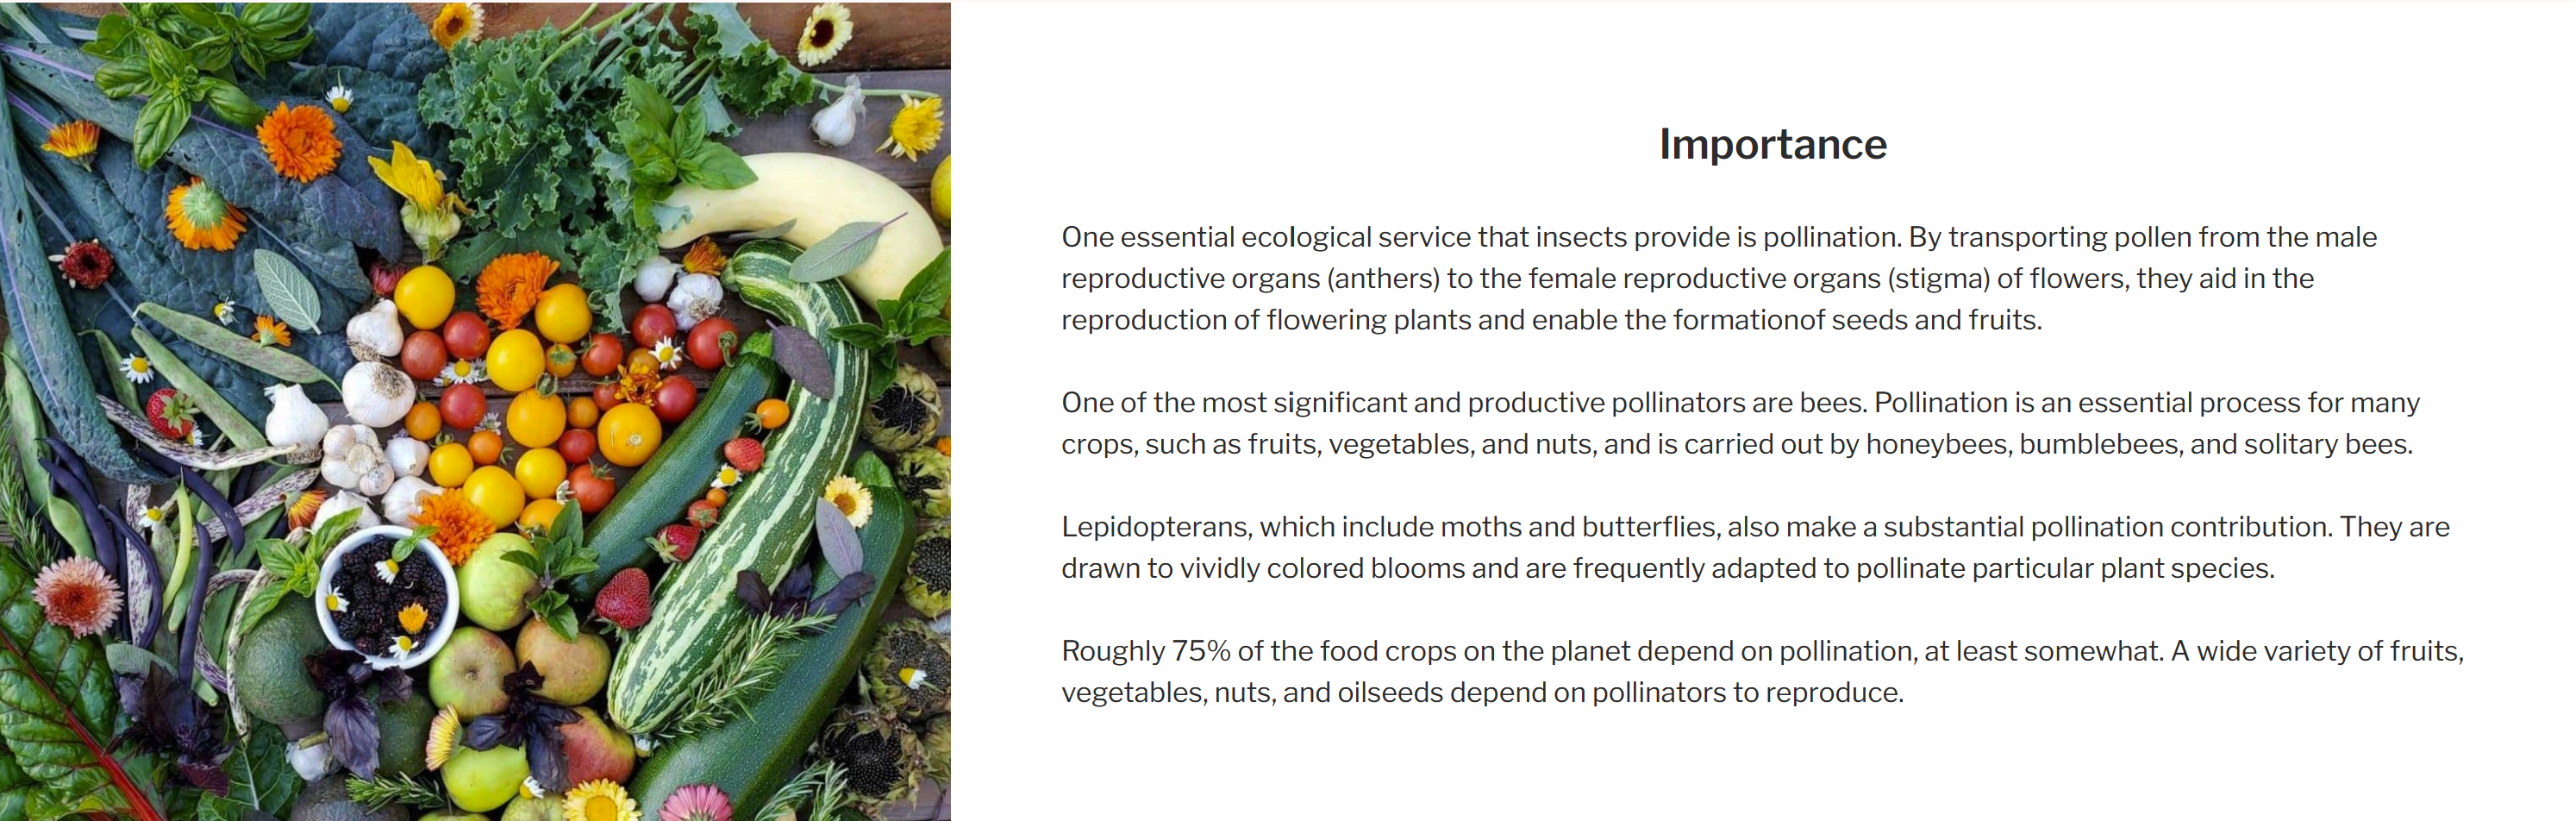 Importance
One essential ecological service that insects provide is pollination. By transporting pollen from the male
reproductive organs (anthers) to the female reproductive organs (stigma) of flowers, they aid in the
reproduction of flowering plants and enable the formationof seeds and fruits.
One of the most significant and productive pollinators are bees. Pollination is an essential process for many
crops, such as fruits, vegetables, and nuts, and is carried out by honeybees, bumblebees, and solitary bees.
Lepidopterans, which include moths and butterflies, also make a substantial pollination contribution. They are
drawn to vividly colored blooms and are frequently adapted to pollinate particular plant species.
Roughly 75% of the food crops on the planet depend on pollination, at least somewhat. A wide variety of fruits,
vegetables, nuts, and oilseeds depend on pollinators to reproduce.